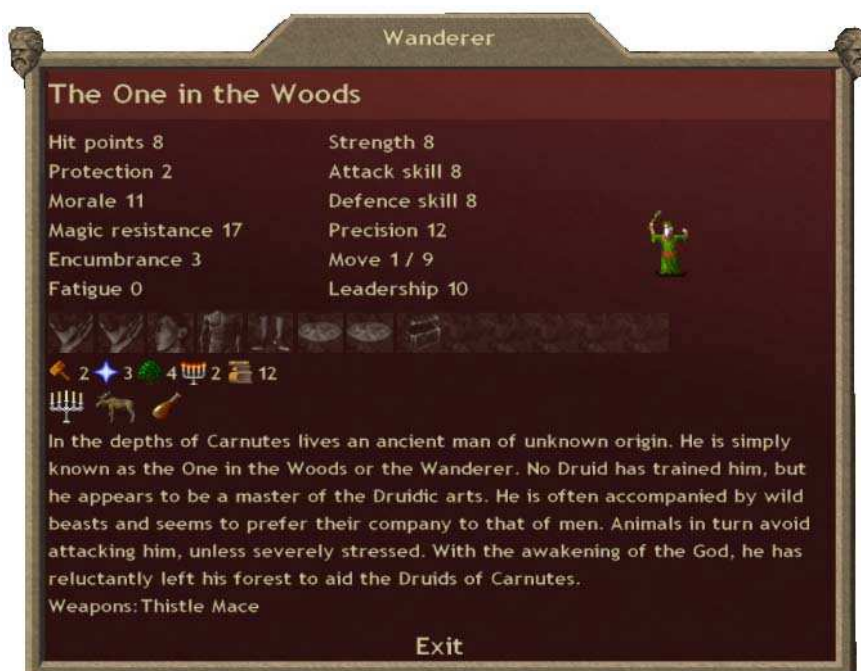 Wanderer
The One in the Woods
Hit points 8 Strength 8
Protection 2 Attack skill 8
Morale 11 Defence skill 8
Magic resistance 17 Precision 12
Encumbrance 3 Move 1 / 9
Fatigue 0 Leadership 10
2 3 4 2 12
In the depths of Carnutes lives an ancient man of unknown origin. He is simply
known as the One in the Woods or the Wanderer. No Druid has trained him, but
he appears to be a master of the Druidic arts. He is often accompanied by wild
beasts and seems to prefer their company to that of men. Animals in turn avoid
attacking him, unless severely stressed. With the awakening of the God, he has
reluctantly left his forest to aid the Druids of Carnutes.
Weapons: Thistle Mace
Exit